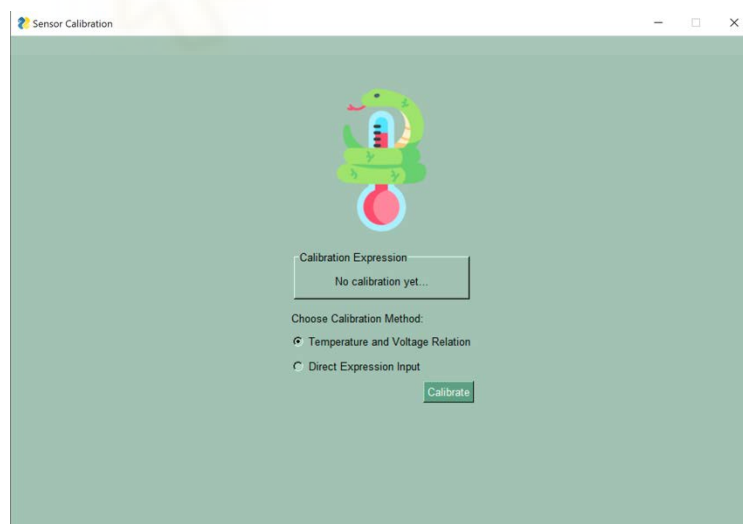 Sensor Calibration
Calibration Expression
No calibration yet...
Choose Calibration Method:
Temperature and Voltage Relation
Direct Expression Input
Calibrate